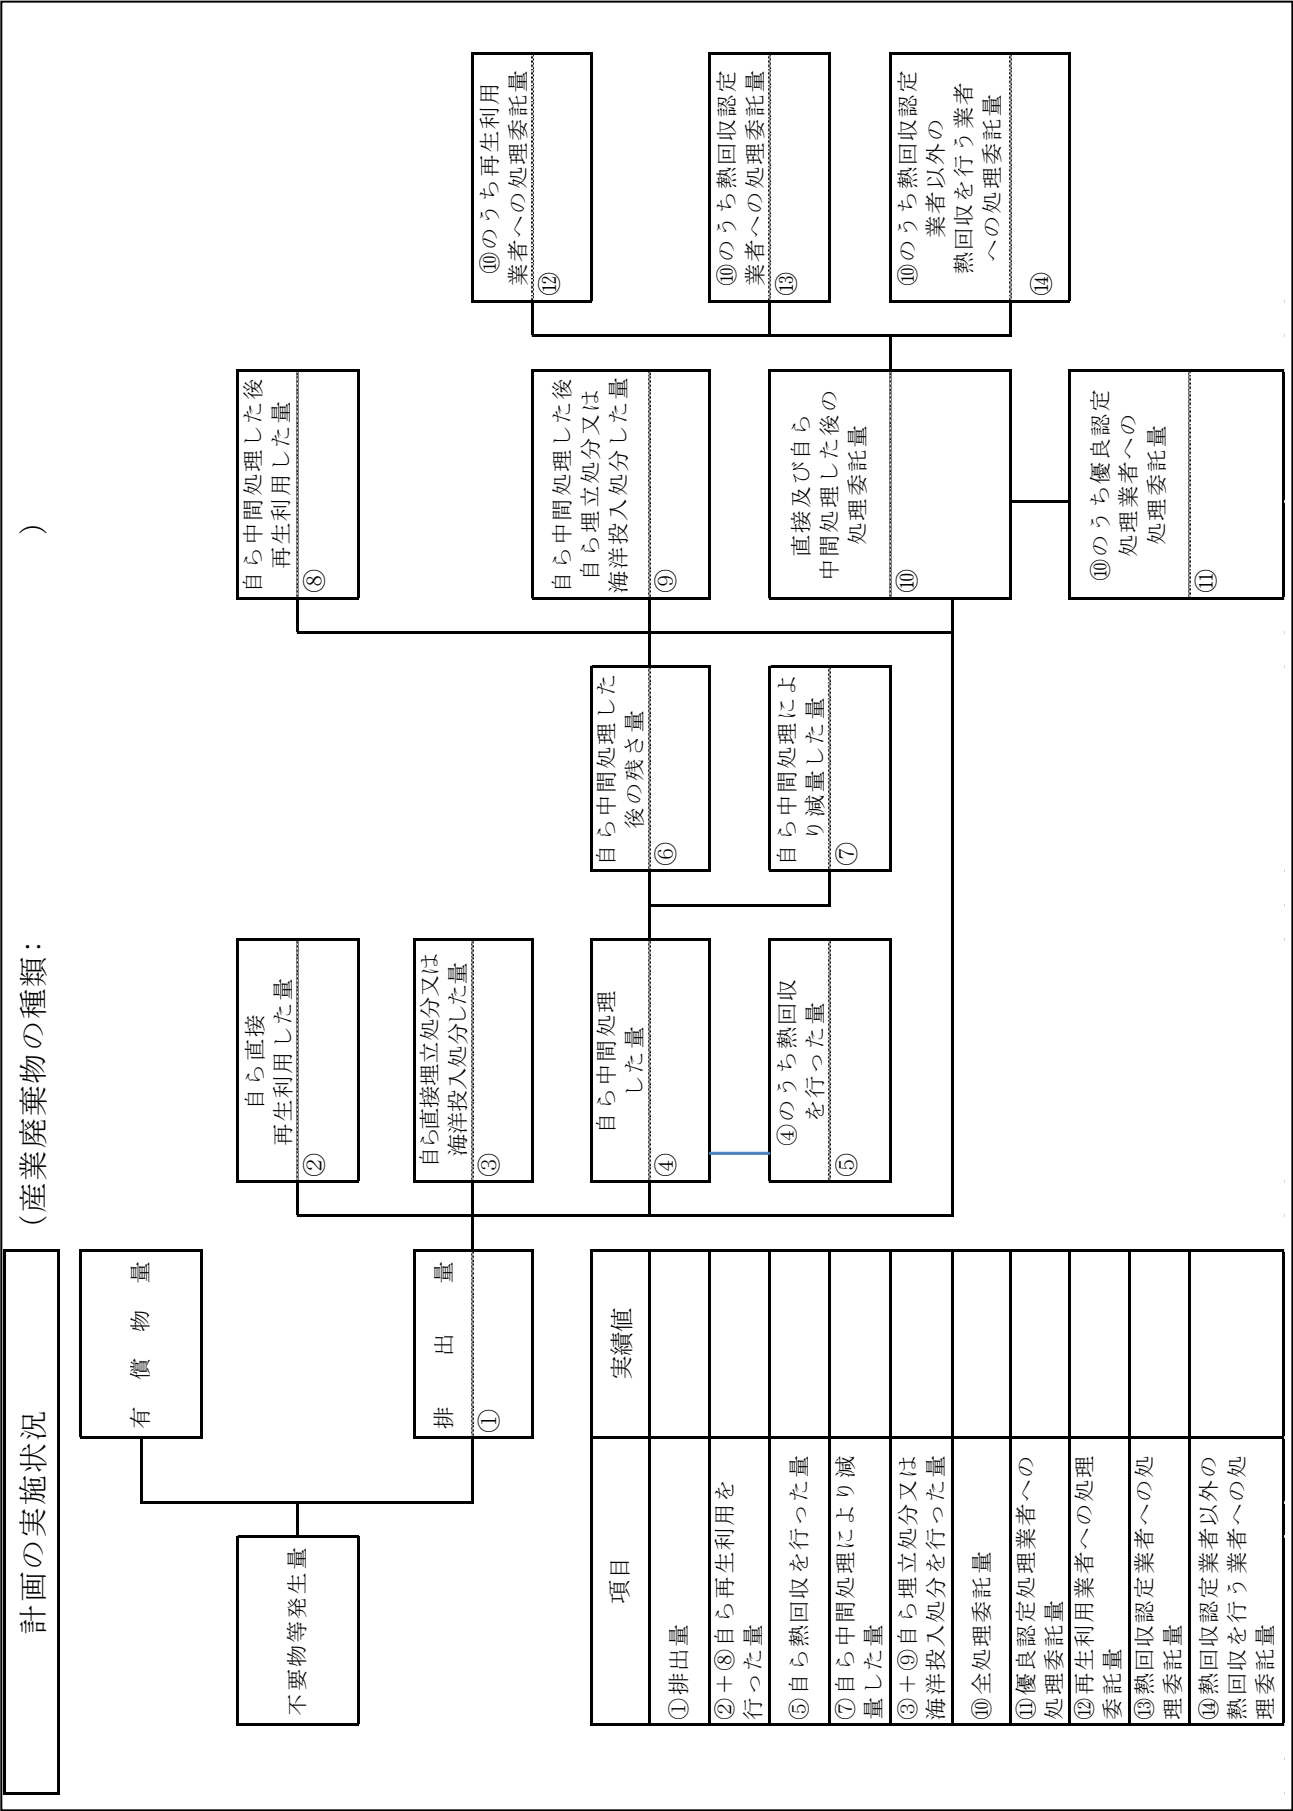 計画の実施状況
（産業廃棄物の種類：　　　　　　　　　　）
不要物等発生量
有償物量
排出量
①
自ら直接
再生利用した量
②
自ら直接埋立処分又は
海洋投入処分した量
③
自ら中間処理
した量
④
④のうち熱回収
を行った量
⑤
自ら中間処理した
後の残さ量
⑥
自ら中間処理によ
り減量した量
⑦
自ら中間処理した後
再生利用した量
⑧
自ら中間処理した後
自ら埋立処分又は
海洋投入処分した量
⑨
直接及び自ら
中間処理した後の
処理委託量
⑩
⑩のうち優良認定
処理業者への
処理委託量
⑪
⑩のうち再生利用
業者への処理委託量
⑫
⑩のうち熱回収認定
業者への処理委託量
⑬
⑩のうち熱回収認定
業者以外の
熱回収を行う業者
への処理委託量
⑭
項目
実績値
①排出量
②＋⑧自ら再生利用を
行った量
⑤自ら熱回収を行った量
⑦自ら中間処理により減
量した量
③＋⑨自ら埋立処分又は
海洋投入処分を行った量
⑩全処理委託量
⑪優良認定処理業者への
処理委託量
⑫再生利用業者への処理
委託量
⑬熱回収認定業者への処
理委託量
⑭熱回収認定業者以外の
熱回収を行う業者への処
理委託量